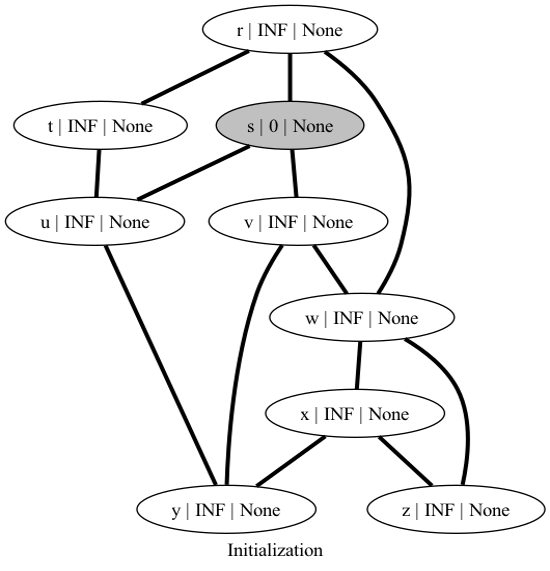 r | INF | None
t | INF | None
s | 0 | None
u | INF | None
v | INF | None
w | INF | None
x | INF | None
y | INF | None
z | INF | None
Initialization